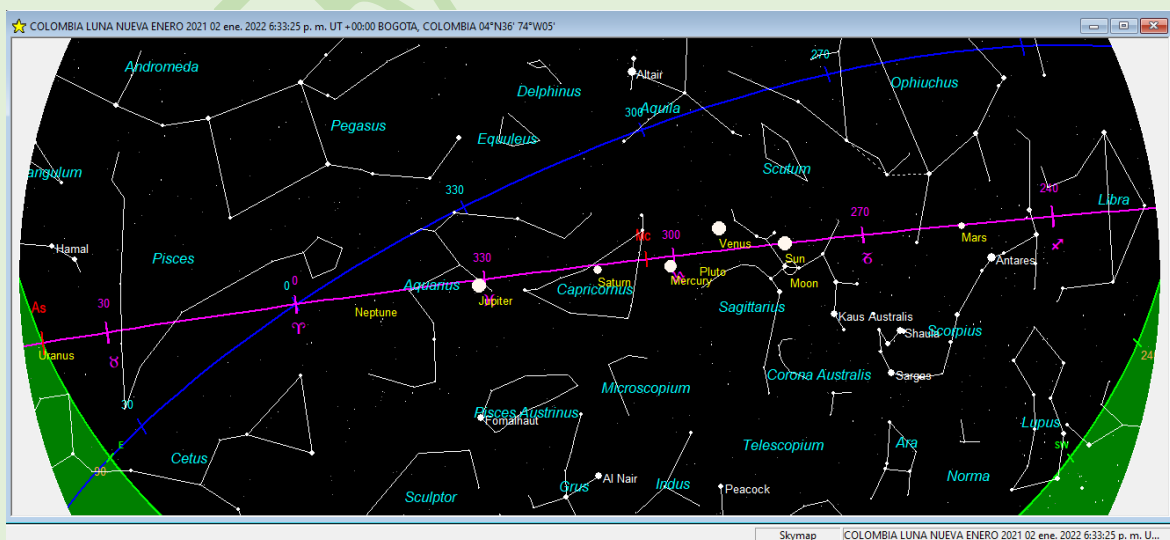 COLOMBIA LUNA NUEVA ENERO 2021 02 ene. 2022 6:33:25 p. m. UT +00:00 BOGOTA, COLOMBIA 04°N36' 74°W05'
Andromeda
Delphinus
Altair
270
Ophiuchus
Aquila
300
Pegasus
Equuleus
Scutum
angulum
330
240
Libra
Mc
300
270
Venus
Sun
Mars
♐
Hamal
Pisces
330
Saturn
Mercury
Pluto
♑
Antares
Aquarius
♒
Jupiter
Capricornus
Moon
Sagittarius
0
0
As
30
Neptune
♈
Kaus Australis
Scorpius
Shaula
Uranus
♉
240
Corona Australis
Sargas
Microscopium
30
Pisces Austrinus
Fomalhaut
Lupus
E
Cetus
Telescopium
Ara
SW
90
Al Nair
Norma
Sculptor
Grus
Indus
Peacock
Skymap
COLOMBIA LUNA NUEVA ENERO 2021 02 ene. 2022 6:33:25 p. m. U...